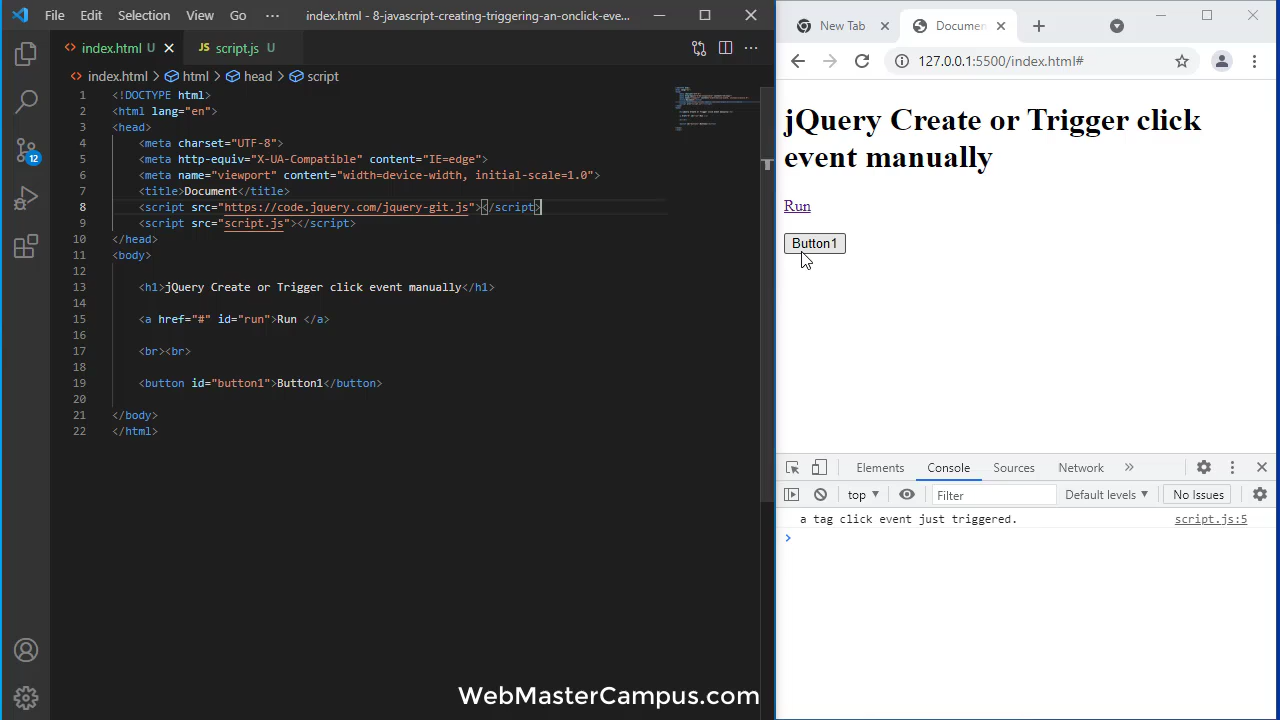 File Edit Selection View Go ··· index.html - 8-javascript-creating-triggering-an-onclick-eve...
index.html U JS script.js U
index.html > html > head > script
1 <!DOCTYPE html>
2 <html lang="en">
3 <head>
4 <meta charset="UTF-8">
5 <meta http-equiv="X-UA-Compatible" content="IE=edge">
6 <meta name="viewport" content="width=device-width, initial-scale=1.0">
7 <title>Document</title>
8 <script src="https://code.jquery.com/jquery-git.js"></script>
9 <script src="script.js"></script>
10 </head>
11 <body>
12
13 <h1>jQuery Create or Trigger click event manually</h1>
14
15 <a href="#" id="run">Run </a>
16
17 <br><br>
18
19 <button id="button1">Button1</button>
20
21 </body>
22 </html>
12
WebMasterCampus.com
New Tab Documen
127.0.0.1:5500/index.html#
jQuery Create or Trigger click
event manually
Run
Button1
Elements Console Sources Network »
top Filter Default levels No Issues
a tag click event just triggered. script.js:5